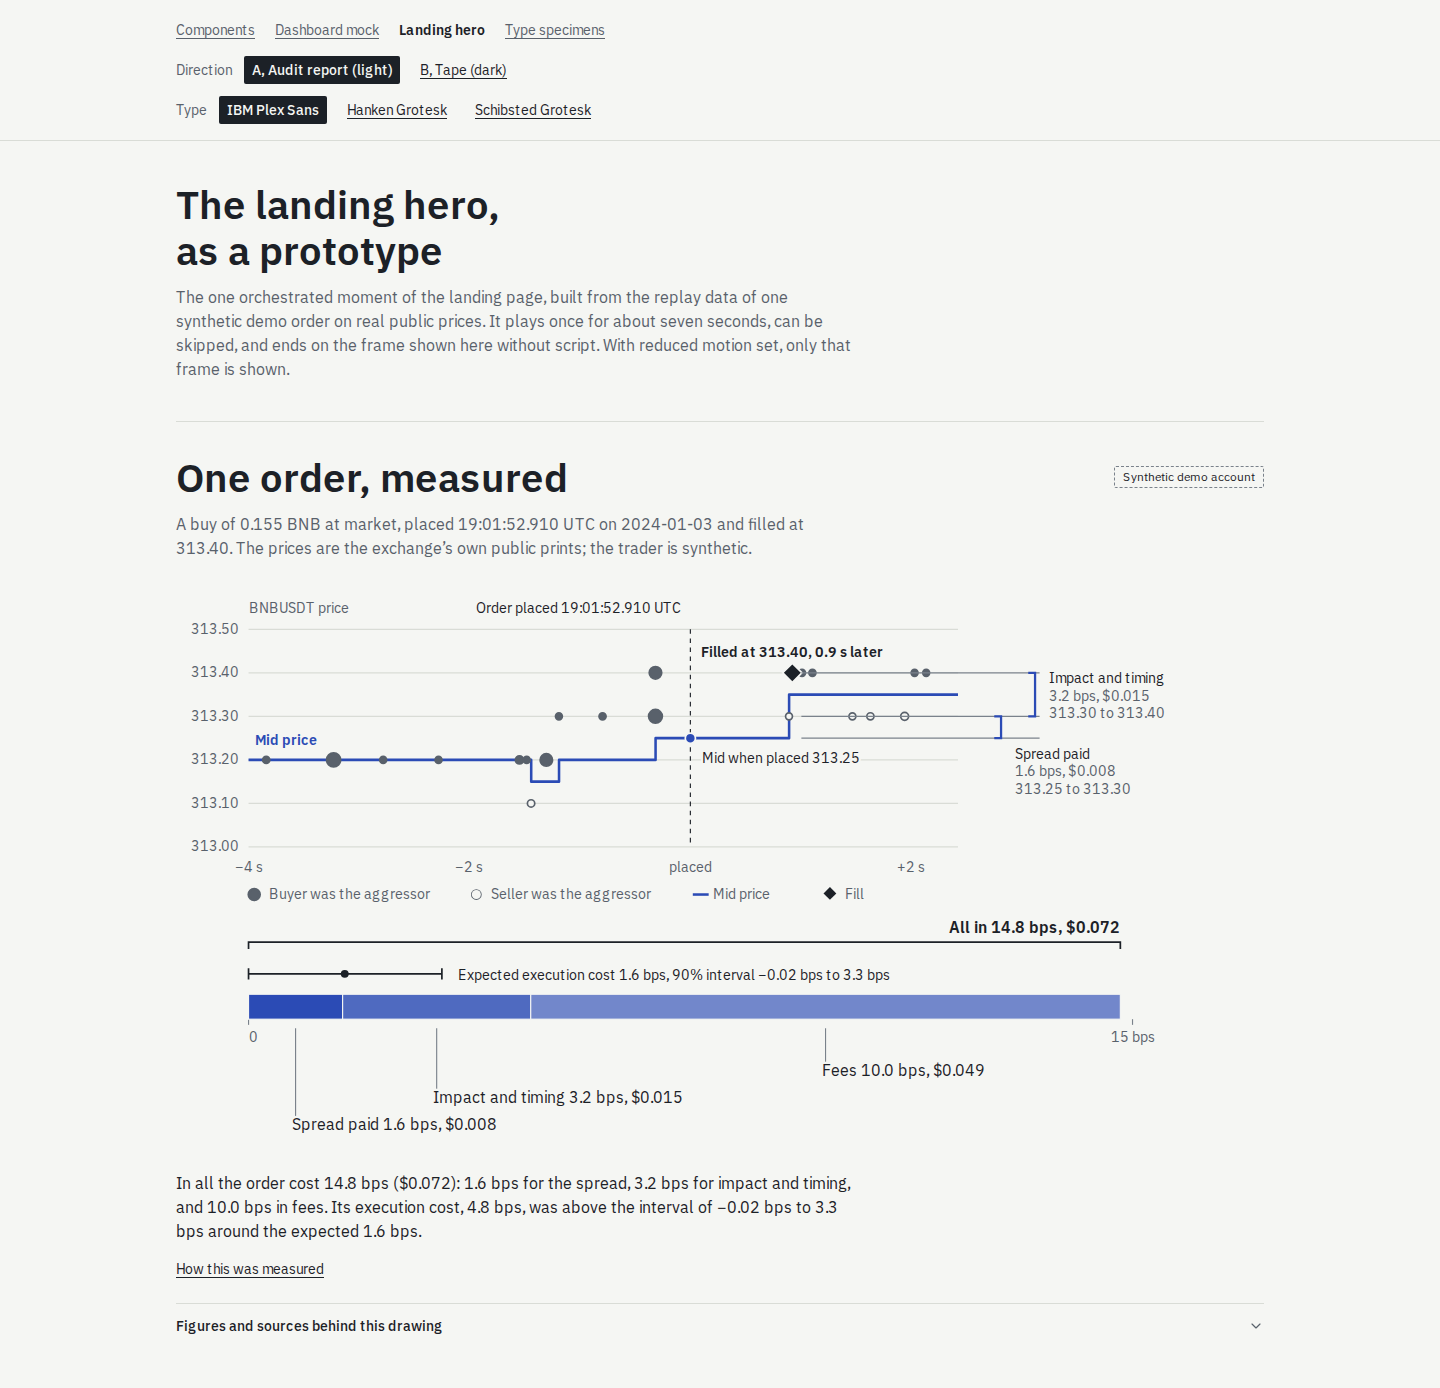 Components Dashboard mock Landing hero Type specimens
Direction A, Audit report (light) B, Tape (dark)
Type IBM Plex Sans Hanken Grotesk Schibsted Grotesk
The landing hero,
as a prototype
The one orchestrated moment of the landing page, built from the replay data of one
synthetic demo order on real public prices. It plays once for about seven seconds, can be
skipped, and ends on the frame shown here without script. With reduced motion set, only that
frame is shown.
One order, measured
Synthetic demo account
A buy of 0.155 BNB at market, placed 19:01:52.910 UTC on 2024-01-03 and filled at
313.40. The prices are the exchange’s own public prints; the trader is synthetic.
BNBUSDT price
Order placed 19:01:52.910 UTC
313.50
Filled at 313.40, 0.9 s later
313.40
Impact and timing
3.2 bps, $0.015
313.30 to 313.40
313.30
Mid price
313.20
Mid when placed 313.25
Spread paid
1.6 bps, $0.008
313.25 to 313.30
313.10
313.00
−4 s −2 s placed +2 s
Buyer was the aggressor Seller was the aggressor Mid price Fill
All in 14.8 bps, $0.072
Expected execution cost 1.6 bps, 90% interval −0.02 bps to 3.3 bps
0 15 bps
Fees 10.0 bps, $0.049
Impact and timing 3.2 bps, $0.015
Spread paid 1.6 bps, $0.008
In all the order cost 14.8 bps ($0.072): 1.6 bps for the spread, 3.2 bps for impact and timing,
and 10.0 bps in fees. Its execution cost, 4.8 bps, was above the interval of −0.02 bps to 3.3
bps around the expected 1.6 bps.
How this was measured
Figures and sources behind this drawing